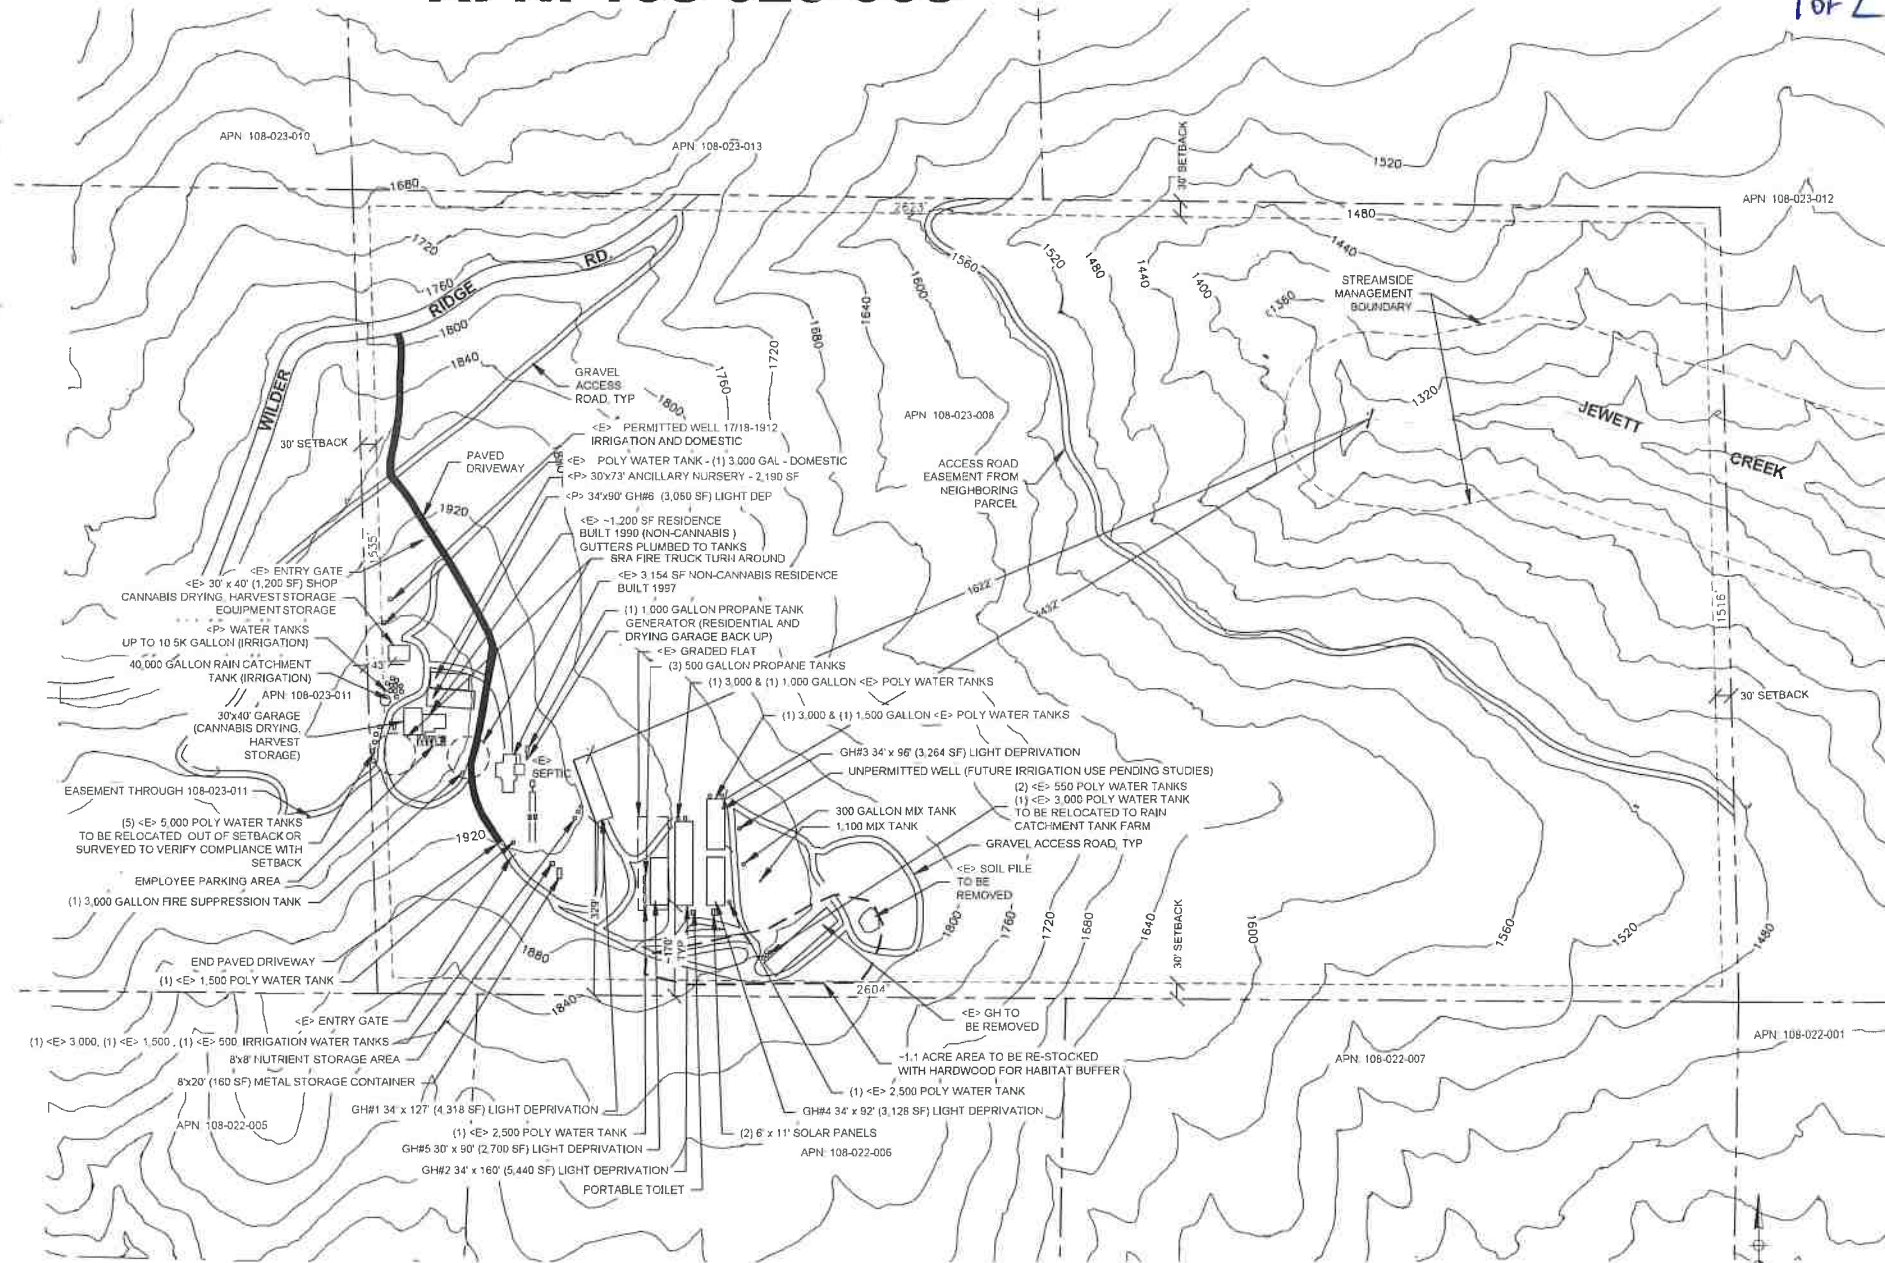 1 OF 2
APN: 108-023-010
APN: 108-023-013
APN: 108-023-012
30' SETBACK
1680
2623'
1520
1480
1720
1760
1800
1840
WILDER
RIDGE
RD.
1560
1520
1480
1440
1400
1360
1440
1600
1640
1680
1720
1760
1800
1320
STREAMSIDE
MANAGEMENT
BOUNDARY
JEWETT
CREEK
GRAVEL
ACCESS
ROAD, TYP
30' SETBACK
PAVED
DRIVEWAY
APN: 108-023-008
ACCESS ROAD
EASEMENT FROM
NEIGHBORING
PARCEL
<E> PERMITTED WELL 17/18-1912
IRRIGATION AND DOMESTIC
<E> POLY WATER TANK - (1) 3,000 GAL - DOMESTIC
<P> 30'x73' ANCILLARY NURSERY - 2,190 SF
<P> 34'x90' GH#6 (3,060 SF) LIGHT DEP
<E> ~1,200 SF RESIDENCE
BUILT 1990 (NON-CANNABIS)
GUTTERS PLUMBED TO TANKS
SRA FIRE TRUCK TURN AROUND
<E> 3,154 SF NON-CANNABIS RESIDENCE
BUILT 1997
(1) 1,000 GALLON PROPANE TANK
GENERATOR (RESIDENTIAL AND
DRYING GARAGE BACK UP)
<E> GRADED FLAT
(3) 500 GALLON PROPANE TANKS
(1) 3,000 & (1) 1,000 GALLON <E> POLY WATER TANKS
(1) 3,000 & (1) 1,500 GALLON <E> POLY WATER TANKS
GH#3 34' x 96' (3,264 SF) LIGHT DEPRIVATION
UNPERMITTED WELL (FUTURE IRRIGATION USE PENDING STUDIES)
(2) <E> 550 POLY WATER TANKS
(1) <E> 3,000 POLY WATER TANK
TO BE RELOCATED TO RAIN
CATCHMENT TANK FARM
300 GALLON MIX TANK
1,100 MIX TANK
GRAVEL ACCESS ROAD, TYP
<E> SOIL PILE
TO BE
REMOVED
1920
<E> ENTRY GATE
<E> 30' x 40' (1,200 SF) SHOP
CANNABIS DRYING, HARVEST STORAGE
EQUIPMENT STORAGE
<P> WATER TANKS
UP TO 10 5K GALLON (IRRIGATION)
40,000 GALLON RAIN CATCHMENT
TANK (IRRIGATION)
APN: 108-023-011
30'x40' GARAGE
(CANNABIS DRYING,
HARVEST
STORAGE)
43'
<E>
SEPTIC
EASEMENT THROUGH 108-023-011
(5) <E> 5,000 POLY WATER TANKS
TO BE RELOCATED OUT OF SETBACK OR
SURVEYED TO VERIFY COMPLIANCE WITH
SETBACK
1920
EMPLOYEE PARKING AREA
(1) 3,000 GALLON FIRE SUPPRESSION TANK
1622'
1432'
1516'
30' SETBACK
329'
~170'
TYP
1880
1840
1800
1760
1720
1680
1640
1600
1560
1520
1480
30' SETBACK
2604'
END PAVED DRIVEWAY
(1) <E> 1,500 POLY WATER TANK
<E> ENTRY GATE
(1) <E> 3,000, (1) <E> 1,500, (1) <E> 500 IRRIGATION WATER TANKS
8'x8' NUTRIENT STORAGE AREA
8'x20' (160 SF) METAL STORAGE CONTAINER
APN: 108-022-005
GH#1 34' x 127' (4,318 SF) LIGHT DEPRIVATION
(1) <E> 2,500 POLY WATER TANK
GH#5 30' x 90' (2,700 SF) LIGHT DEPRIVATION
GH#2 34' x 160' (5,440 SF) LIGHT DEPRIVATION
PORTABLE TOILET
<E> GH TO
BE REMOVED
~1.1 ACRE AREA TO BE RE-STOCKED
WITH HARDWOOD FOR HABITAT BUFFER
(1) <E> 2,500 POLY WATER TANK
GH#4 34' x 92' (3,128 SF) LIGHT DEPRIVATION
(2) 6' x 11' SOLAR PANELS
APN: 108-022-006
APN: 108-022-007
APN: 108-022-001